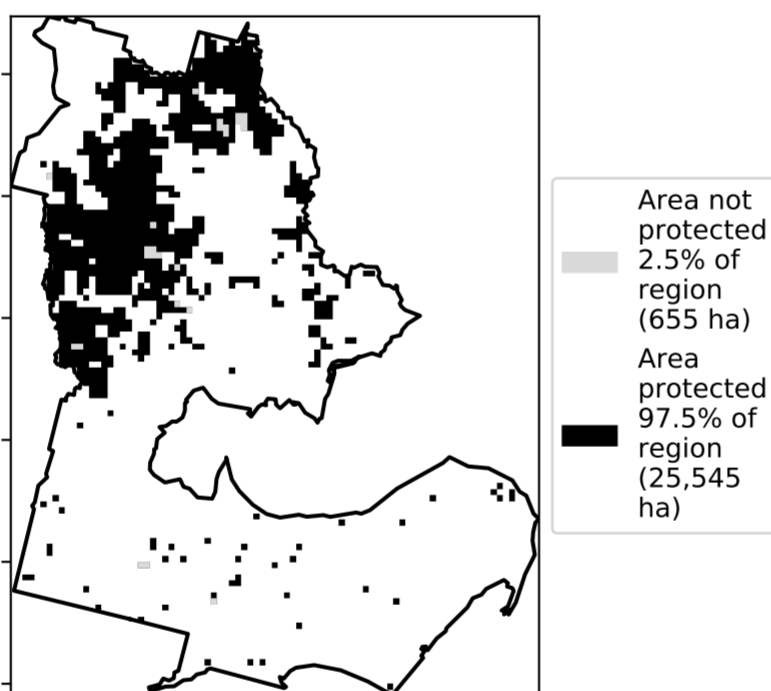 Area not
protected
2.5% of
region
(655 ha)
Area
protected
97.5% of
region
(25,545
ha)